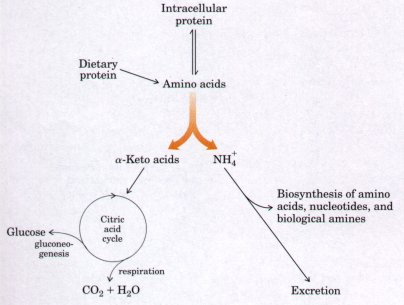 Intracellular
protein
Dietary
protein
Amino acids
α-Keto acids
NH₄⁺
Citric
acid
cycle
Glucose
gluconeo-
genesis
respiration
CO₂ + H₂O
Biosynthesis of amino
acids, nucleotides, and
biological amines
Excretion